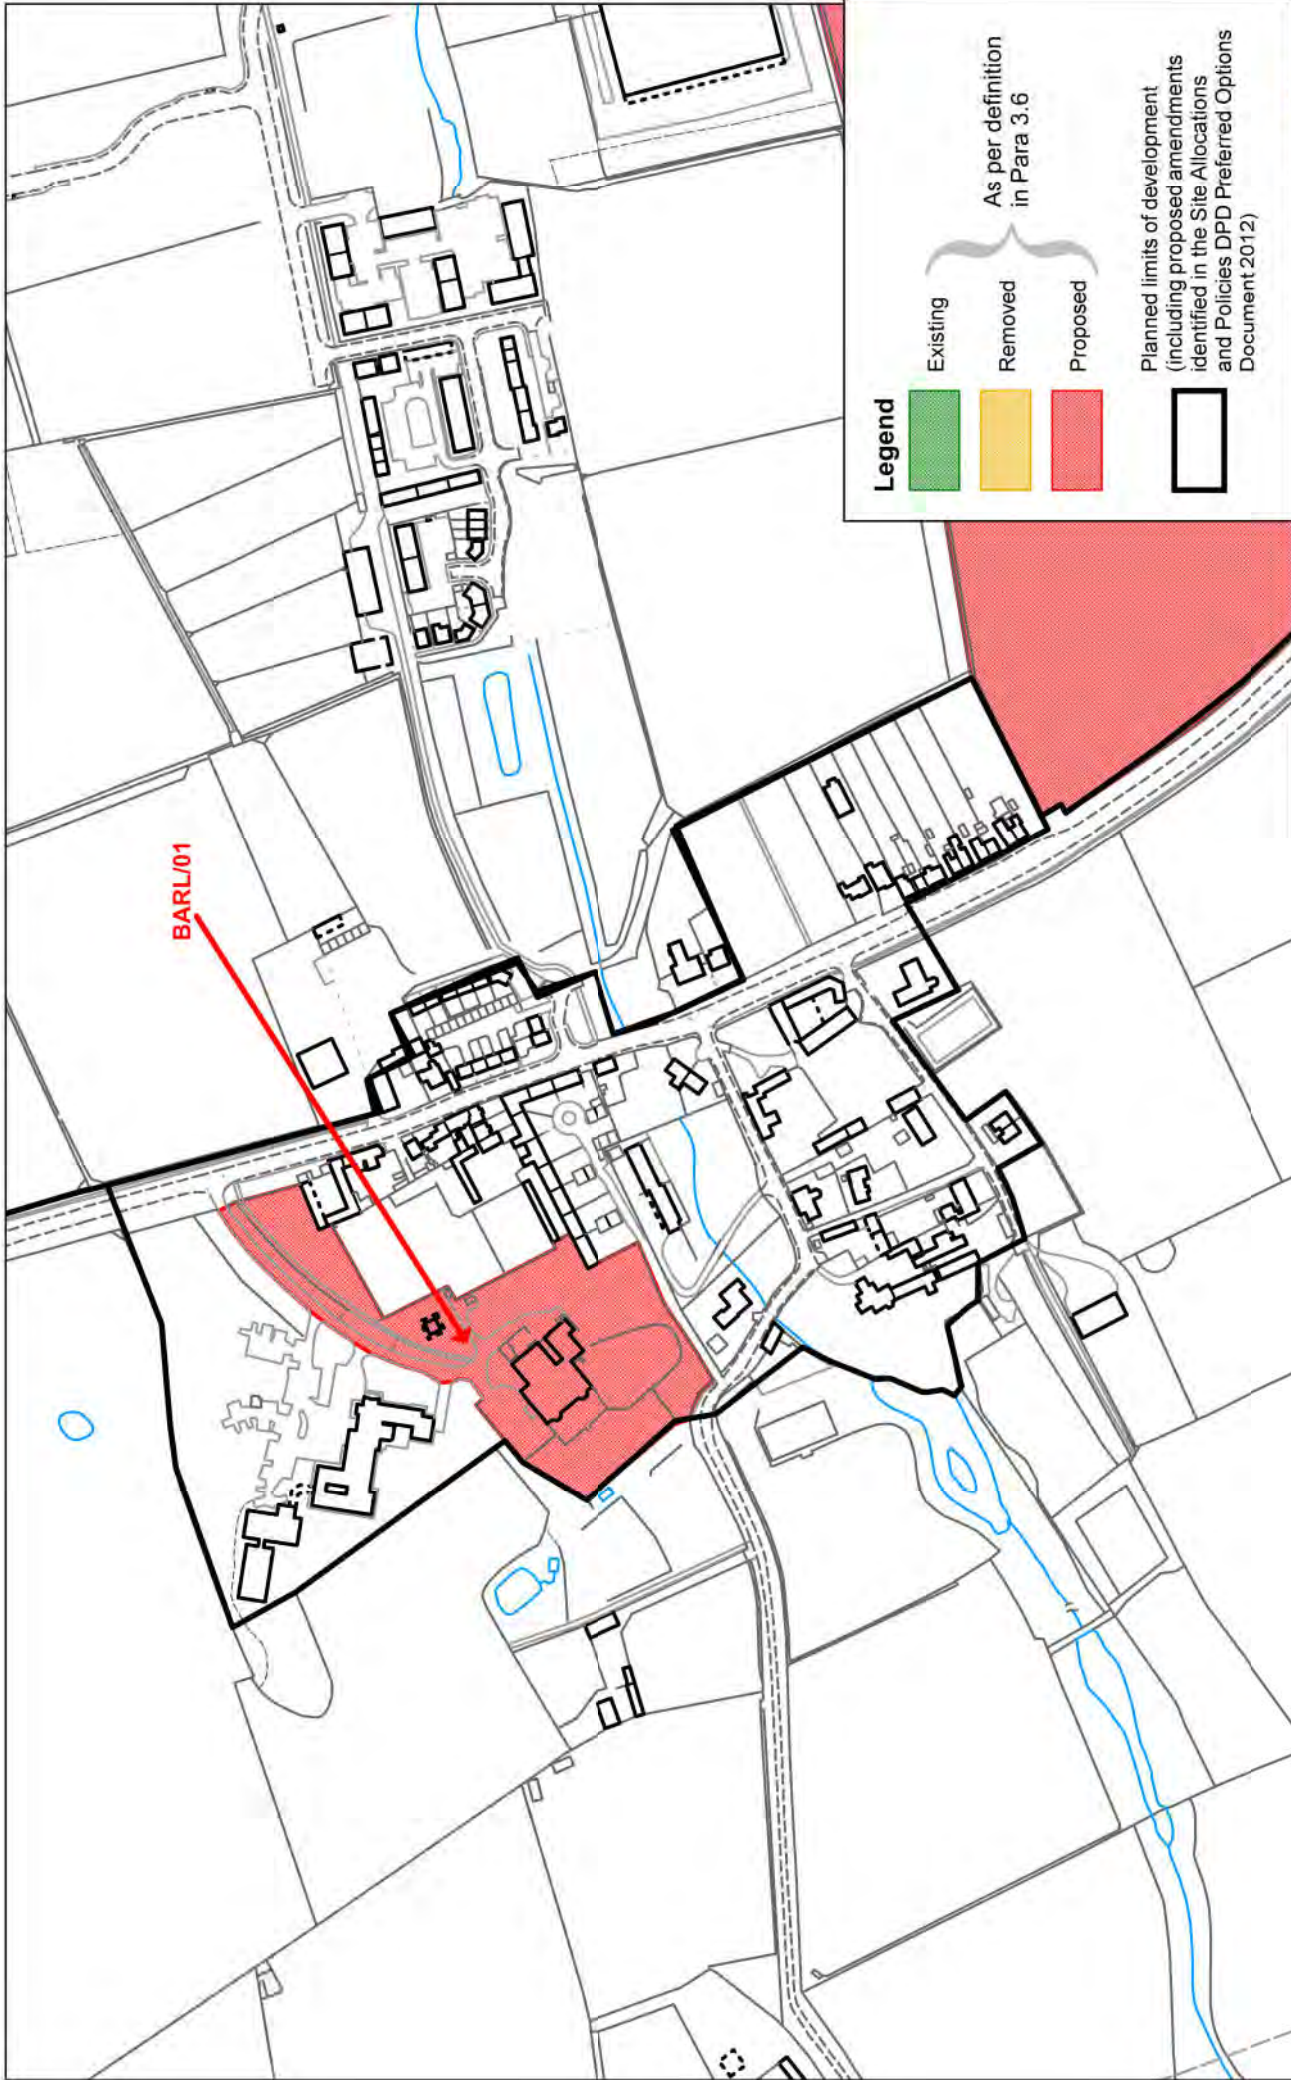 BARL/01
Legend
Existing
Removed
Proposed
As per definition
in Para 3.6
Planned limits of development
(including proposed amendments
identified in the Site Allocations
and Policies DPD Preferred Options
Document 2012)